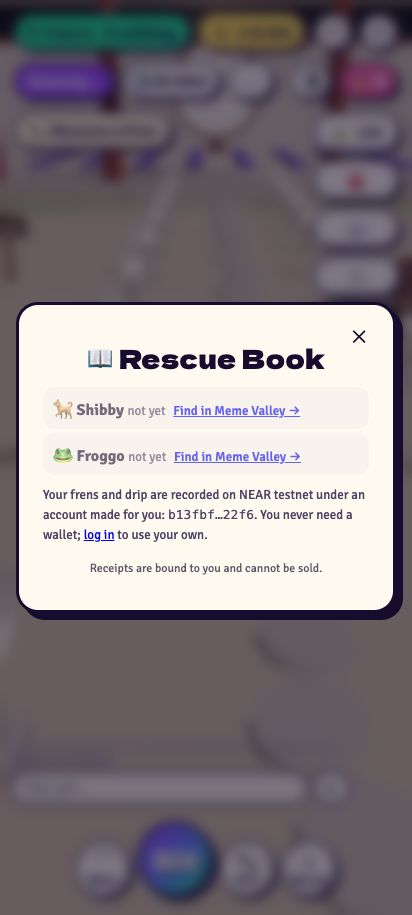 📖 Rescue Book
🐕 Shibby not yet Find in Meme Valley →
🐸 Froggo not yet Find in Meme Valley →
Your frens and drip are recorded on NEAR testnet under an
account made for you: b13fbf…22f6. You never need a
wallet; log in to use your own.
Receipts are bound to you and cannot be sold.